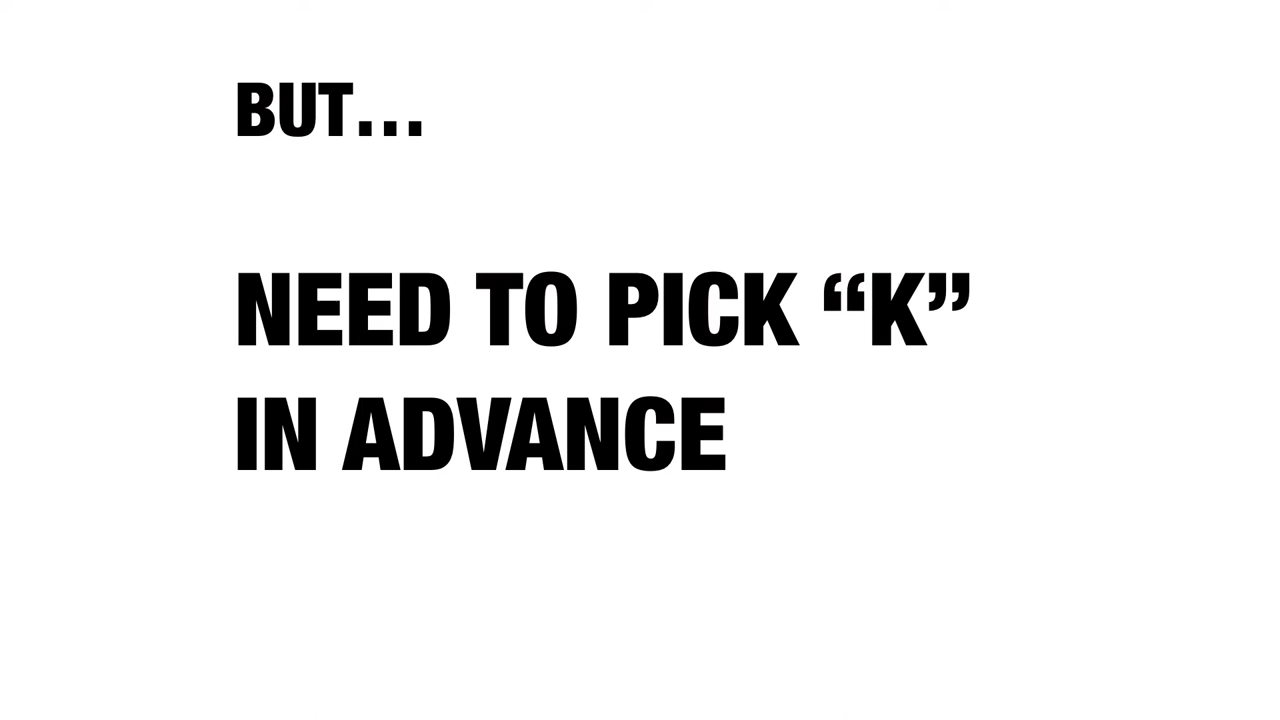 BUT…
NEED TO PICK “K”
IN ADVANCE